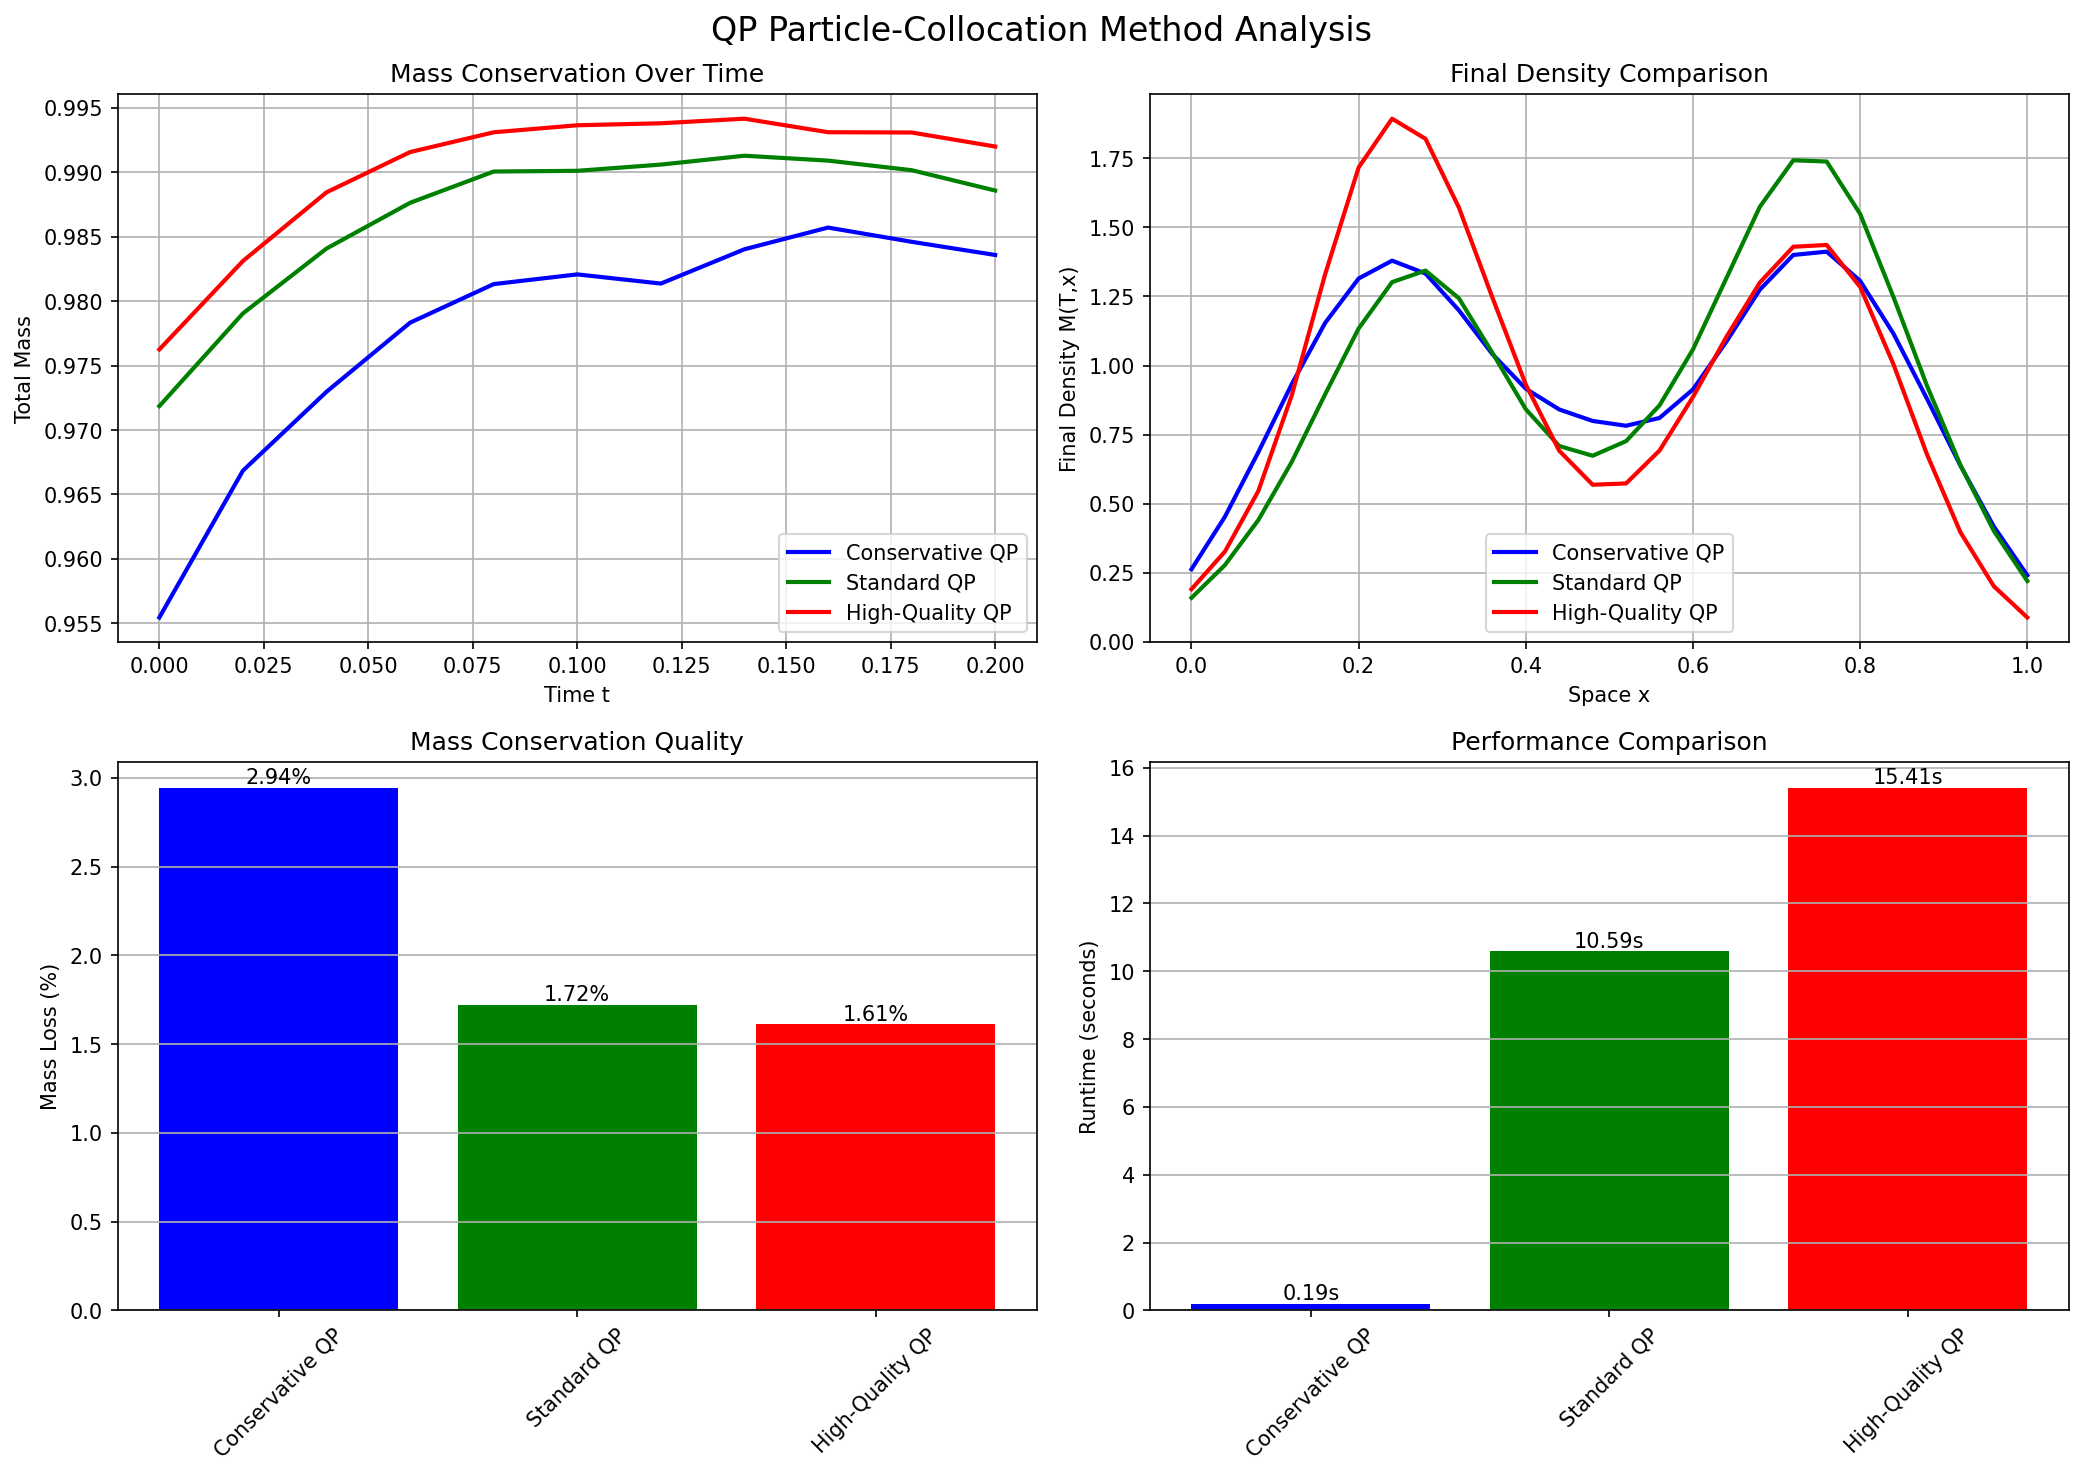 QP Particle-Collocation Method Analysis
Mass Conservation Over Time
Total Mass
0.995
0.990
0.985
0.980
0.975
0.970
0.965
0.960
0.955
Conservative QP
Standard QP
High-Quality QP
0.000 0.025 0.050 0.075 0.100 0.125 0.150 0.175 0.200
Time t
Final Density Comparison
Final Density M(T,x)
1.75
1.50
1.25
1.00
0.75
0.50
0.25
0.00
Conservative QP
Standard QP
High-Quality QP
0.0 0.2 0.4 0.6 0.8 1.0
Space x
Mass Conservation Quality
Mass Loss (%)
3.0
2.5
2.0
1.5
1.0
0.5
0.0
2.94%
1.72%
1.61%
Conservative QP
Standard QP
High-Quality QP
Performance Comparison
Runtime (seconds)
16
14
12
10
8
6
4
2
0
0.19s
10.59s
15.41s
Conservative QP
Standard QP
High-Quality QP